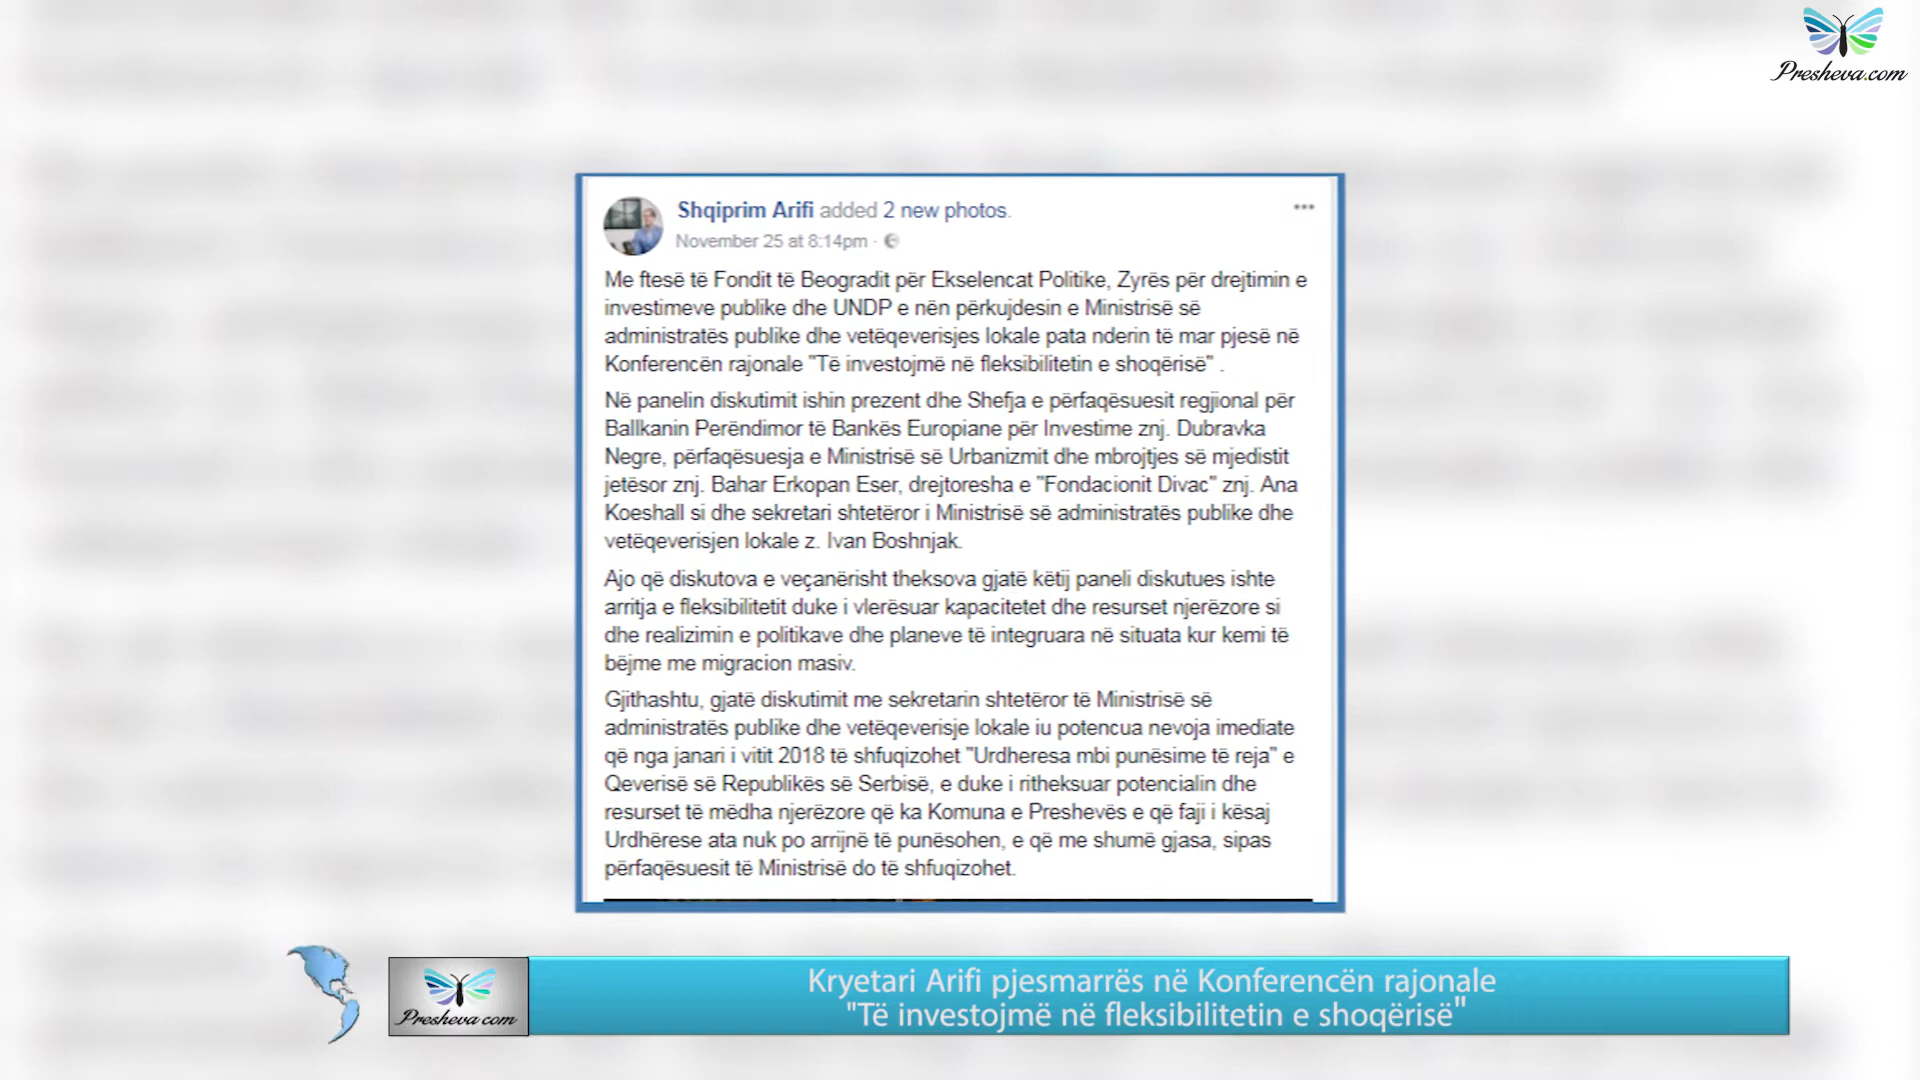 Presheva.com
Shqiprim Arifi added 2 new photos.
November 25 at 8:14pm ·
Me ftesë të Fondit të Beogradit për Ekselencat Politike, Zyrës për drejtimin e
investimeve publike dhe UNDP e nën përkujdesin e Ministrisë së
administratës publike dhe vetëqeverisjes lokale pata nderin të mar pjesë në
Konferencën rajonale "Të investojmë në fleksibilitetin e shoqërisë" .
Në panelin diskutimit ishin prezent dhe Shefja e përfaqësuesit regjional për
Ballkanin Perëndimor të Bankës Europiane për Investime znj. Dubravka
Negre, përfaqësuesja e Ministrisë së Urbanizmit dhe mbrojtjes së mjedistit
jetësor znj. Bahar Erkopan Eser, drejtoresha e "Fondacionit Divac" znj. Ana
Koeshall si dhe sekretari shtetëror i Ministrisë së administratës publike dhe
vetëqeverisjen lokale z. Ivan Boshnjak.
Ajo që diskutova e veçanërisht theksova gjatë këtij paneli diskutues ishte
arritja e fleksibilitetit duke i vlerësuar kapacitetet dhe resurset njerëzore si
dhe realizimin e politikave dhe planeve të integruara në situata kur kemi të
bëjme me migracion masiv.
Gjithashtu, gjatë diskutimit me sekretarin shtetëror të Ministrisë së
administratës publike dhe vetëqeverisje lokale iu potencua nevoja imediate
që nga janari i vitit 2018 të shfuqizohet "Urdheresa mbi punësime të reja" e
Qeverisë së Republikës së Serbisë, e duke i ritheksuar potencialin dhe
resurset të mëdha njerëzore që ka Komuna e Preshevës e që faji i kësaj
Urdhërese ata nuk po arrijnë të punësohen, e që me shumë gjasa, sipas
përfaqësuesit të Ministrisë do të shfuqizohet.
Presheva.com
Kryetari Arifi pjesmarrës në Konferencën rajonale
"Të investojmë në fleksibilitetin e shoqërisë"